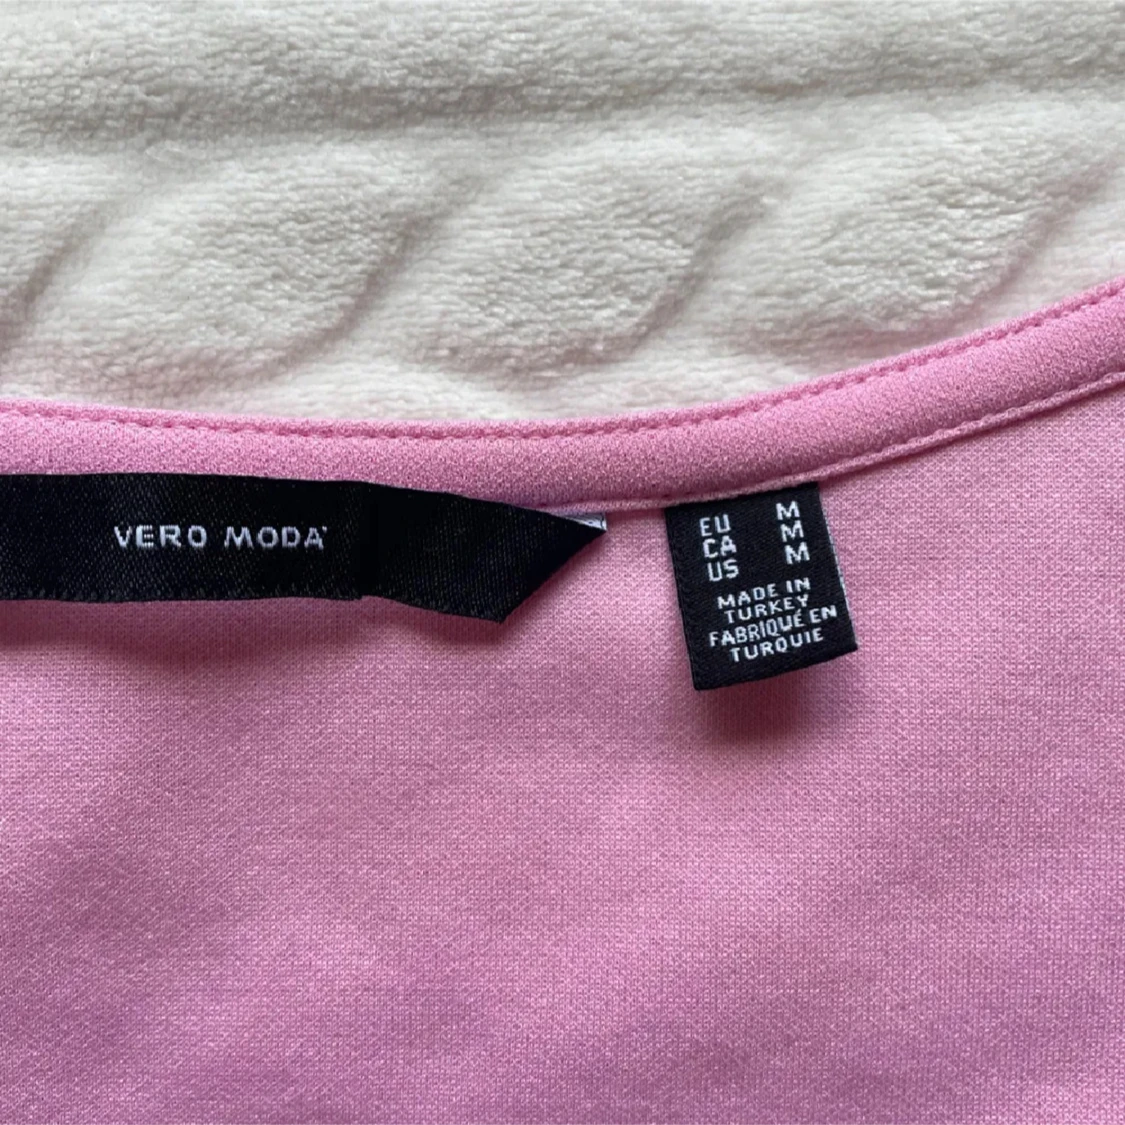 VERO MODA
EU M
CA M
US M
MADE IN
TURKEY
FABRIQUÉ EN
TURQUIE